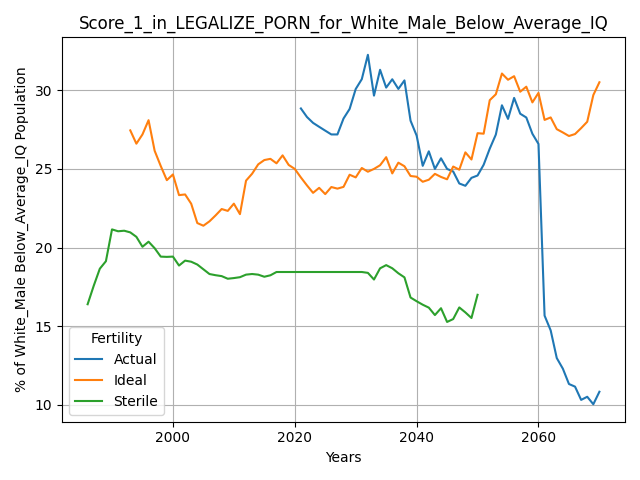 Score_1_in_LEGALIZE_PORN_for_White_Male_Below_Average_IQ
% of White_Male Below_Average_IQ Population
30
25
20
15
10
Fertility
Actual
Ideal
Sterile
2000
2020
2040
2060
Years